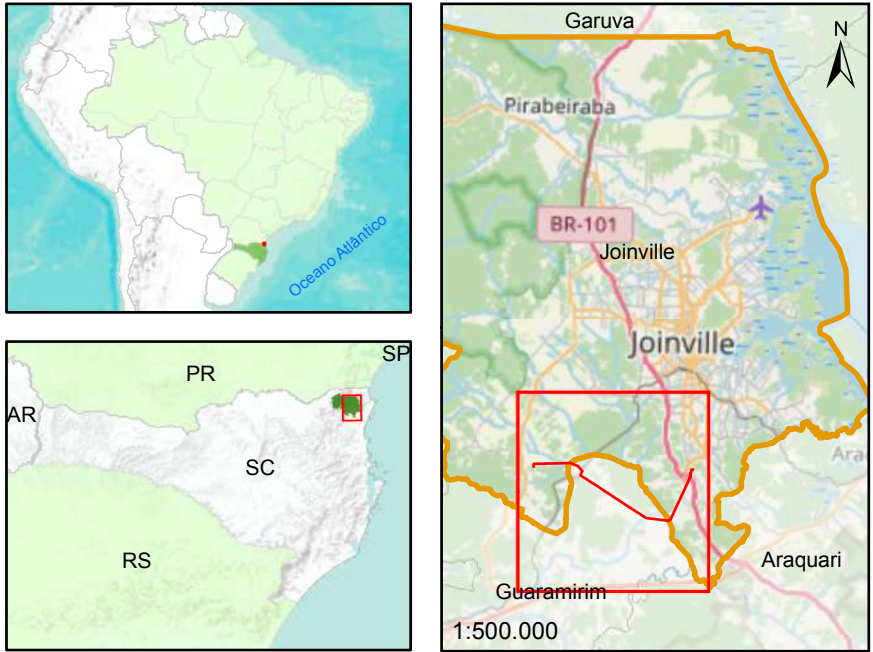 Oceano Atlântico
SP
PR
AR
SC
RS
Garuva
N
Pirabeiraba
BR-101
Joinville
Joinville
Ara
Araquari
Guaramirim
1:500.000